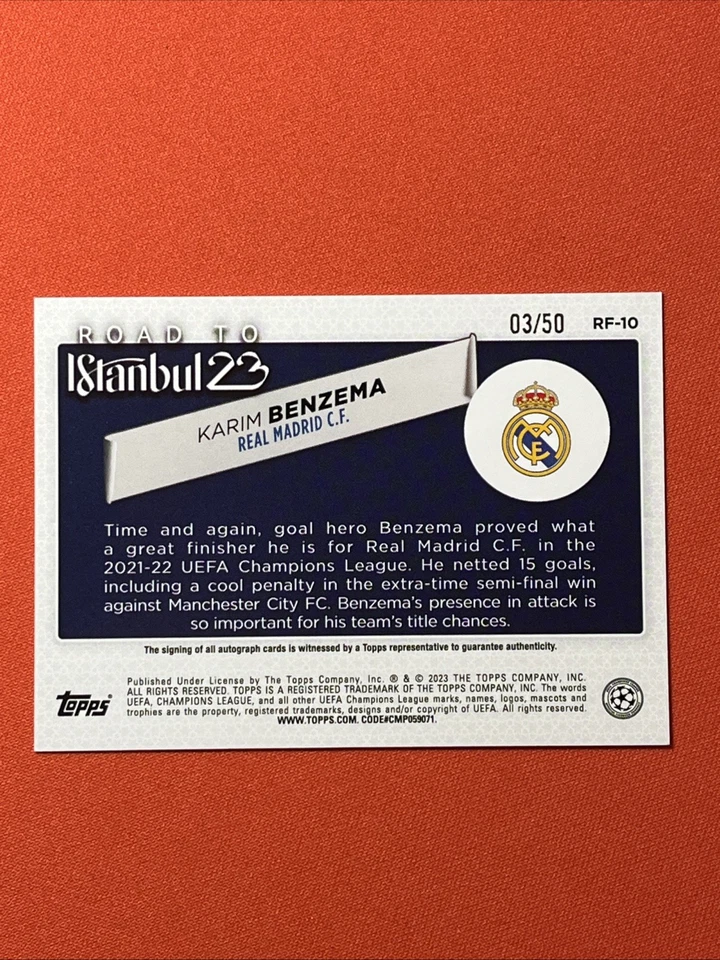 03/50 RF-10
ROAD TO
IStanbul 23
KARIM BENZEMA
REAL MADRID C.F.
Time and again, goal hero Benzema proved what
a great finisher he is for Real Madrid C.F. in the
2021-22 UEFA Champions League. He netted 15 goals,
including a cool penalty in the extra-time semi-final win
against Manchester City FC. Benzema's presence in attack is
so important for his team's title chances.
The signing of all autograph cards is witnessed by a Topps representative to guarantee authenticity.
Published Under License by The Topps Company, Inc. ® & © 2023 THE TOPPS COMPANY, INC.
ALL RIGHTS RESERVED. TOPPS IS A REGISTERED TRADEMARK OF THE TOPPS COMPANY, INC. The words
UEFA, CHAMPIONS LEAGUE, and all other UEFA Champions League marks, names, logos, mascots and
trophies are the property, registered trademarks, designs and/or copyright of UEFA. All rights reserved.
WWW.TOPPS.COM. CODE#CMP059071.
TOPPS